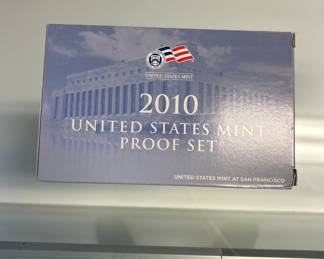 UNITED STATES MINT
2010
UNITED STATES MINT
PROOF SET
UNITED STATES MINT AT SAN FRANCISCO